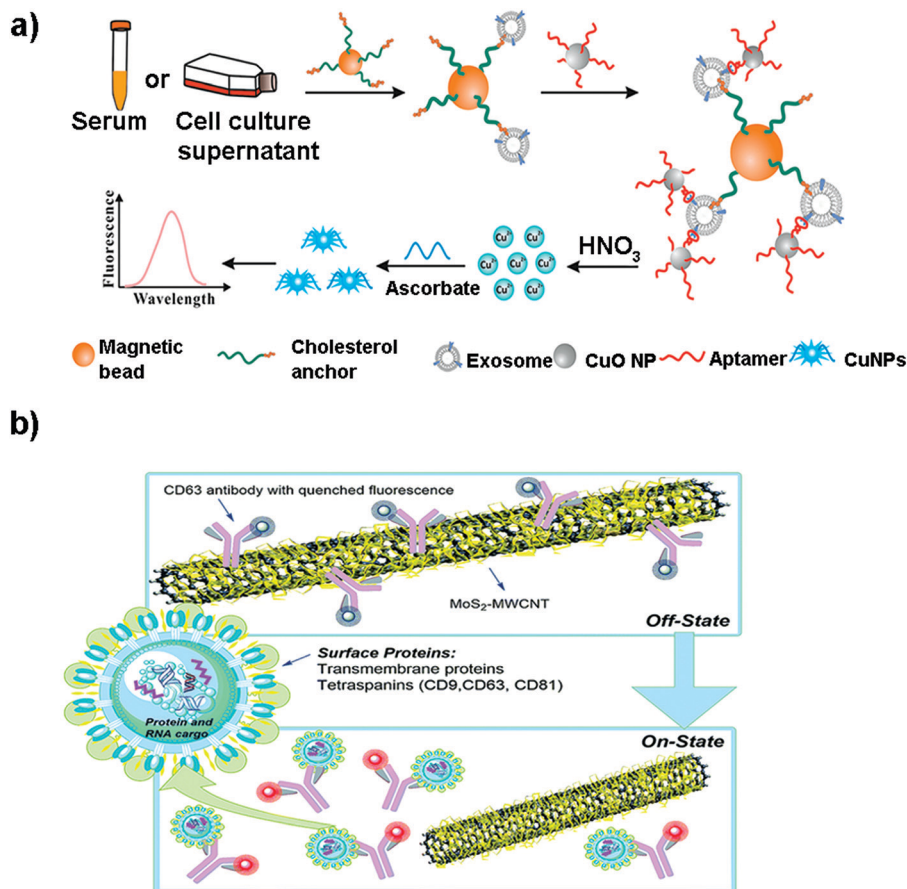 a)
Serum
or
Cell culture
supernatant
Fluorescence
Wavelength
Ascorbate
Cu²⁺ Cu²⁺
Cu²⁺ Cu²⁺ Cu²⁺
Cu²⁺ Cu²⁺
HNO₃
Magnetic
bead
Cholesterol
anchor
Exosome
CuO NP
Aptamer
CuNPs
b)
CD63 antibody with quenched fluorescence
MoS₂-MWCNT
Off-State
Surface Proteins:
Transmembrane proteins
Tetraspanins (CD9,CD63, CD81)
Protein and
RNA cargo
On-State